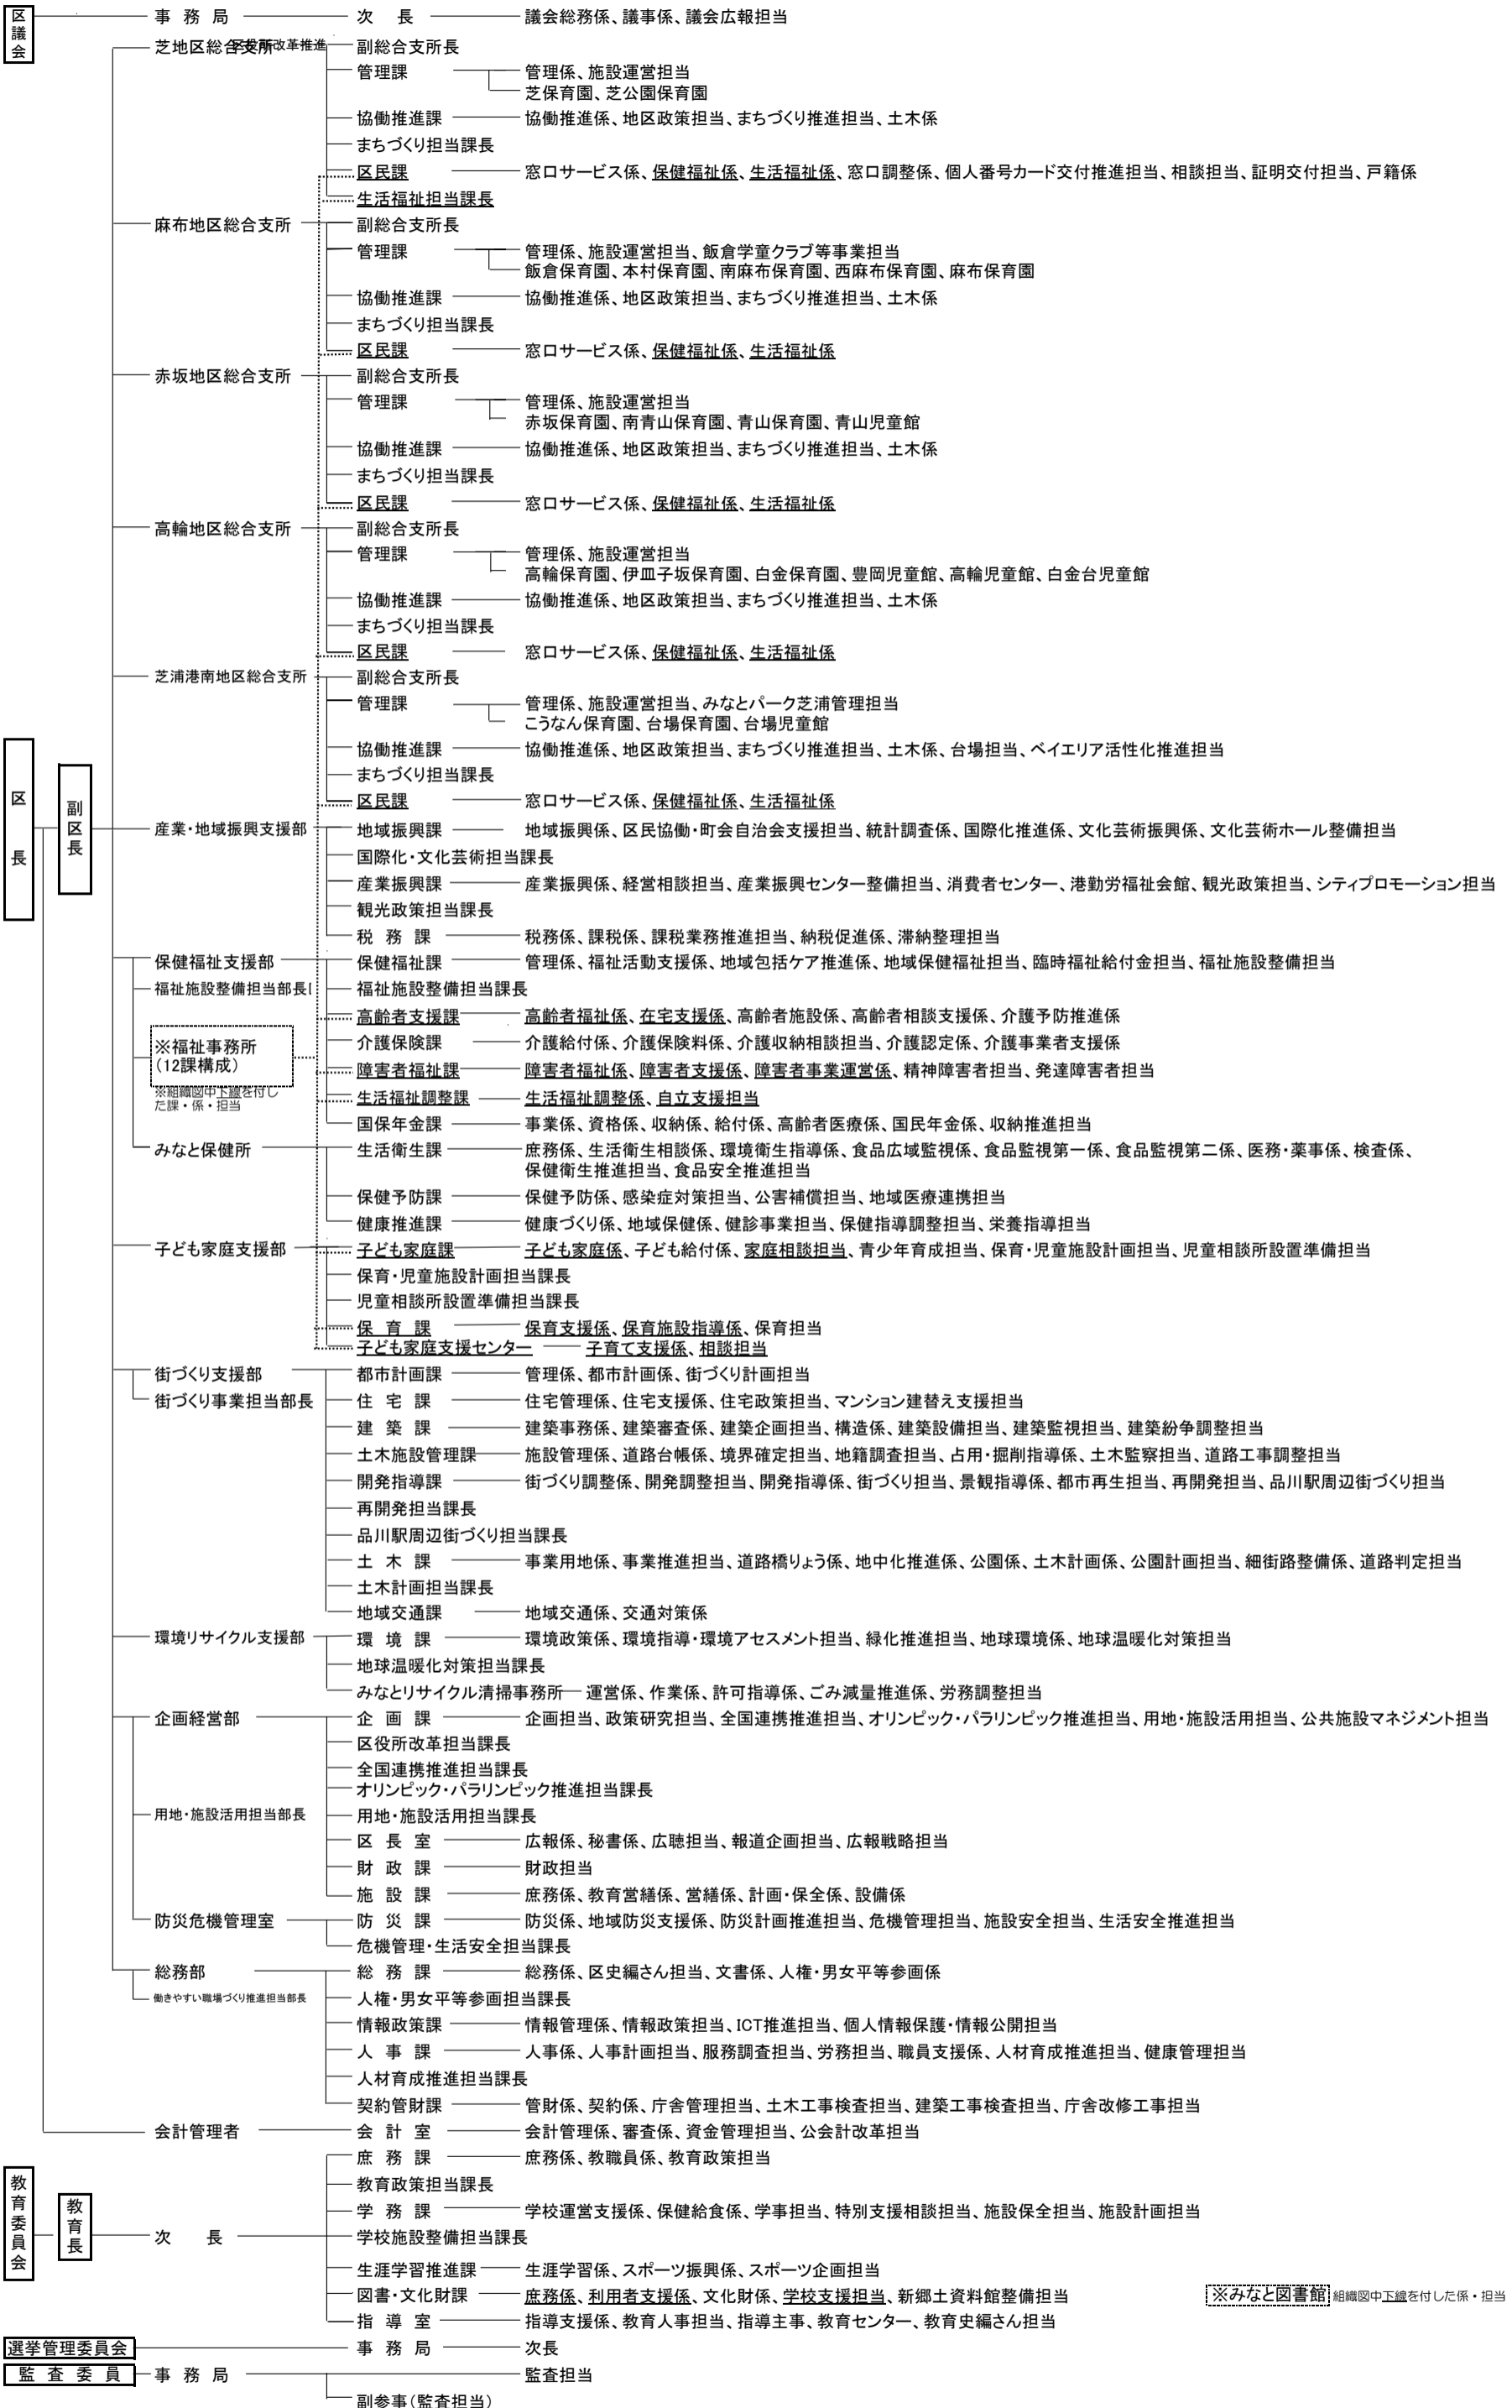 区議会 事務局 次長 議会総務係、議事係、議会広報担当
芝地区総合支所 区役所改革推進 副総合支所長
管理課 管理係、施設運営担当
芝保育園、芝公園保育園
協働推進課 協働推進係、地区政策担当、まちづくり推進担当、土木係
まちづくり担当課長
区民課 窓口サービス係、保健福祉係、生活福祉係、窓口調整係、個人番号カード交付推進担当、相談担当、証明交付担当、戸籍係
生活福祉担当課長
麻布地区総合支所 副総合支所長
管理課 管理係、施設運営担当、飯倉学童クラブ等事業担当
飯倉保育園、本村保育園、南麻布保育園、西麻布保育園、麻布保育園
協働推進課 協働推進係、地区政策担当、まちづくり推進担当、土木係
まちづくり担当課長
区民課 窓口サービス係、保健福祉係、生活福祉係
赤坂地区総合支所 副総合支所長
管理課 管理係、施設運営担当
赤坂保育園、南青山保育園、青山保育園、青山児童館
協働推進課 協働推進係、地区政策担当、まちづくり推進担当、土木係
まちづくり担当課長
区民課 窓口サービス係、保健福祉係、生活福祉係
高輪地区総合支所 副総合支所長
管理課 管理係、施設運営担当
高輪保育園、伊皿子坂保育園、白金保育園、豊岡児童館、高輪児童館、白金台児童館
協働推進課 協働推進係、地区政策担当、まちづくり推進担当、土木係
まちづくり担当課長
区民課 窓口サービス係、保健福祉係、生活福祉係
芝浦港南地区総合支所 副総合支所長
管理課 管理係、施設運営担当、みなとパーク芝浦管理担当
こうなん保育園、台場保育園、台場児童館
協働推進課 協働推進係、地区政策担当、まちづくり推進担当、土木係、台場担当、ベイエリア活性化推進担当
まちづくり担当課長
区民課 窓口サービス係、保健福祉係、生活福祉係
区長 副区長 産業・地域振興支援部 地域振興課 地域振興係、区民協働・町会自治会支援担当、統計調査係、国際化推進係、文化芸術振興係、文化芸術ホール整備担当
国際化・文化芸術担当課長
産業振興課 産業振興係、経営相談担当、産業振興センター整備担当、消費者センター、港勤労福祉会館、観光政策担当、シティプロモーション担当
観光政策担当課長
税務課 税務係、課税係、課税業務推進担当、納税促進係、滞納整理担当
保健福祉支援部 保健福祉課 管理係、福祉活動支援係、地域包括ケア推進係、地域保健福祉担当、臨時福祉給付金担当、福祉施設整備担当
福祉施設整備担当部長 福祉施設整備担当課長
高齢者支援課 高齢者福祉係、在宅支援係、高齢者施設係、高齢者相談支援係、介護予防推進係
※福祉事務所 介護保険課 介護給付係、介護保険料係、介護収納相談担当、介護認定係、介護事業者支援係
(12課構成) 障害者福祉課 障害者福祉係、障害者支援係、障害者事業運営係、精神障害者担当、発達障害者担当
※組織図中下線を付し
た課・係・担当
生活福祉調整課 生活福祉調整係、自立支援担当
国保年金課 事業係、資格係、収納係、給付係、高齢者医療係、国民年金係、収納推進担当
みなと保健所 生活衛生課 庶務係、生活衛生相談係、環境衛生指導係、食品広域監視係、食品監視第一係、食品監視第二係、医務・薬事係、検査係、
保健衛生推進担当、食品安全推進担当
保健予防課 保健予防係、感染症対策担当、公害補償担当、地域医療連携担当
健康推進課 健康づくり係、地域保健係、健診事業担当、保健指導調整担当、栄養指導担当
子ども家庭支援部 子ども家庭課 子ども家庭係、子ども給付係、家庭相談担当、青少年育成担当、保育・児童施設計画担当、児童相談所設置準備担当
保育・児童施設計画担当課長
児童相談所設置準備担当課長
保育課 保育支援係、保育施設指導係、保育担当
子ども家庭支援センター 子育て支援係、相談担当
街づくり支援部 都市計画課 管理係、都市計画係、街づくり計画担当
街づくり事業担当部長 住宅課 住宅管理係、住宅支援係、住宅政策担当、マンション建替え支援担当
建築課 建築事務係、建築審査係、建築企画担当、構造係、建築設備担当、建築監視担当、建築紛争調整担当
土木施設管理課 施設管理係、道路台帳係、境界確定担当、地籍調査担当、占用・掘削指導係、土木監察担当、道路工事調整担当
開発指導課 街づくり調整係、開発調整担当、開発指導係、街づくり担当、景観指導係、都市再生担当、再開発担当、品川駅周辺街づくり担当
再開発担当課長
品川駅周辺街づくり担当課長
土木課 事業用地係、事業推進担当、道路橋りょう係、地中化推進係、公園係、土木計画係、公園計画担当、細街路整備係、道路判定担当
土木計画担当課長
地域交通課 地域交通係、交通対策係
環境リサイクル支援部 環境課 環境政策係、環境指導・環境アセスメント担当、緑化推進担当、地球環境係、地球温暖化対策担当
地球温暖化対策担当課長
みなとリサイクル清掃事務所 運営係、作業係、許可指導係、ごみ減量推進係、労務調整担当
企画経営部 企画課 企画担当、政策研究担当、全国連携推進担当、オリンピック・パラリンピック推進担当、用地・施設活用担当、公共施設マネジメント担当
区役所改革担当課長
全国連携推進担当課長
オリンピック・パラリンピック推進担当課長
用地・施設活用担当部長 用地・施設活用担当課長
区長室 広報係、秘書係、広聴担当、報道企画担当、広報戦略担当
財政課 財政担当
施設課 庶務係、教育営繕係、営繕係、計画・保全係、設備係
防災危機管理室 防災課 防災係、地域防災支援係、防災計画推進担当、危機管理担当、施設安全担当、生活安全推進担当
危機管理・生活安全担当課長
総務部 総務課 総務係、区史編さん担当、文書係、人権・男女平等参画係
働きやすい職場づくり推進担当部長 人権・男女平等参画担当課長
情報政策課 情報管理係、情報政策担当、ICT推進担当、個人情報保護・情報公開担当
人事課 人事係、人事計画担当、服務調査担当、労務担当、職員支援係、人材育成推進担当、健康管理担当
人材育成推進担当課長
契約管財課 管財係、契約係、庁舎管理担当、土木工事検査担当、建築工事検査担当、庁舎改修工事担当
会計管理者 会計室 会計管理係、審査係、資金管理担当、公会計改革担当
庶務課 庶務係、教職員係、教育政策担当
教育政策担当課長
学務課 学校運営支援係、保健給食係、学事担当、特別支援相談担当、施設保全担当、施設計画担当
教育委員会 教育長 次長 学校施設整備担当課長
生涯学習推進課 生涯学習係、スポーツ振興係、スポーツ企画担当
図書・文化財課 庶務係、利用者支援係、文化財係、学校支援担当、新郷土資料館整備担当 ※みなと図書館 組織図中下線を付した係・担当
指導室 指導支援係、教育人事担当、指導主事、教育センター、教育史編さん担当
選挙管理委員会 事務局 次長
監査委員 事務局 監査担当
副参事(監査担当)